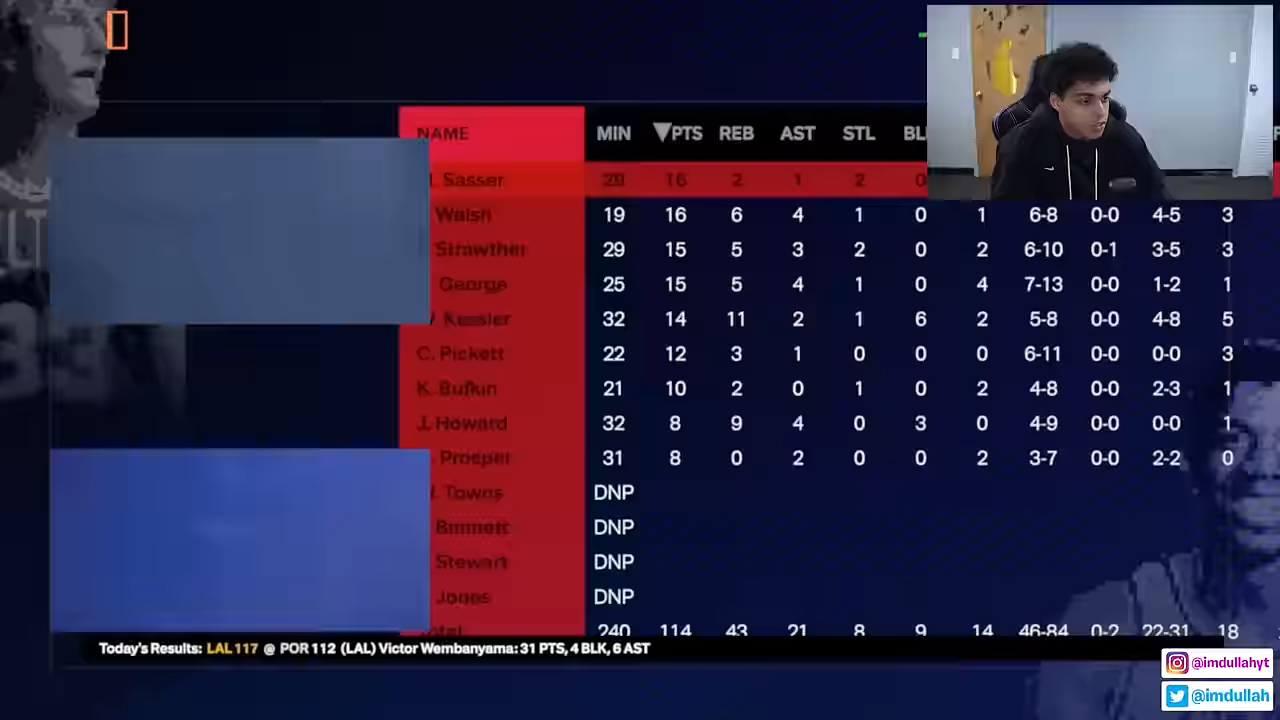 NAME MIN ▼PTS REB AST STL
Sasser 29 16 2 1 2 0
Walsh 19 16 6 4 1 0 1 6-8 0-0 4-5 3
Strawther 29 15 5 3 2 0 2 6-10 0-1 3-5 3
George 25 15 5 4 1 0 4 7-13 0-0 1-2 1
Kessler 32 14 11 2 1 6 2 5-8 0-0 4-8 5
C. Pickett 22 12 3 1 0 0 0 6-11 0-0 0-0 3
K. Bufkin 21 10 2 0 1 0 2 4-8 0-0 2-3 1
J. Howard 32 8 9 4 0 3 0 4-9 0-0 0-0 1
Prosper 31 8 0 2 0 0 2 3-7 0-0 2-2 0
Towns DNP
Emmett DNP
Stewart DNP
Jones DNP
Total 240 114 43 21 8 9 14 46-84 0-2 22-31 18
Today's Results: LAL 117 @ POR 112 (LAL) Victor Wembanyama: 31 PTS, 4 BLK, 6 AST
@imdullahyt
@imdullah